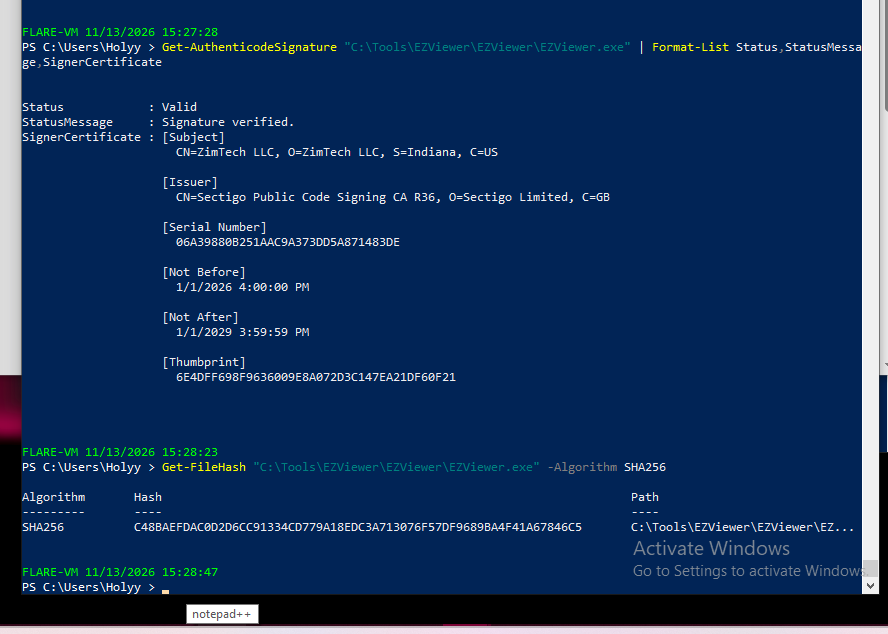 FLARE-VM 11/13/2026 15:27:28
PS C:\Users\Holyy > Get-AuthenticodeSignature "C:\Tools\EZViewer\EZViewer\EZViewer.exe" | Format-List Status,StatusMessa
ge,SignerCertificate
Status : Valid
StatusMessage : Signature verified.
SignerCertificate : [Subject]
CN=ZimTech LLC, O=ZimTech LLC, S=Indiana, C=US
[Issuer]
CN=Sectigo Public Code Signing CA R36, O=Sectigo Limited, C=GB
[Serial Number]
06A39880B251AAC9A373DD5A871483DE
[Not Before]
1/1/2026 4:00:00 PM
[Not After]
1/1/2029 3:59:59 PM
[Thumbprint]
6E4DFF698F9636009E8A072D3C147EA21DF60F21
FLARE-VM 11/13/2026 15:28:23
PS C:\Users\Holyy > Get-FileHash "C:\Tools\EZViewer\EZViewer\EZViewer.exe" -Algorithm SHA256
Algorithm Hash Path
--------- ---- ----
SHA256 C48BAEFDAC0D2D6CC91334CD779A18EDC3A713076F57DF9689BA4F41A67846C5 C:\Tools\EZViewer\EZViewer\EZ...
Activate Windows
Go to Settings to activate Windows
FLARE-VM 11/13/2026 15:28:47
PS C:\Users\Holyy >
notepad++